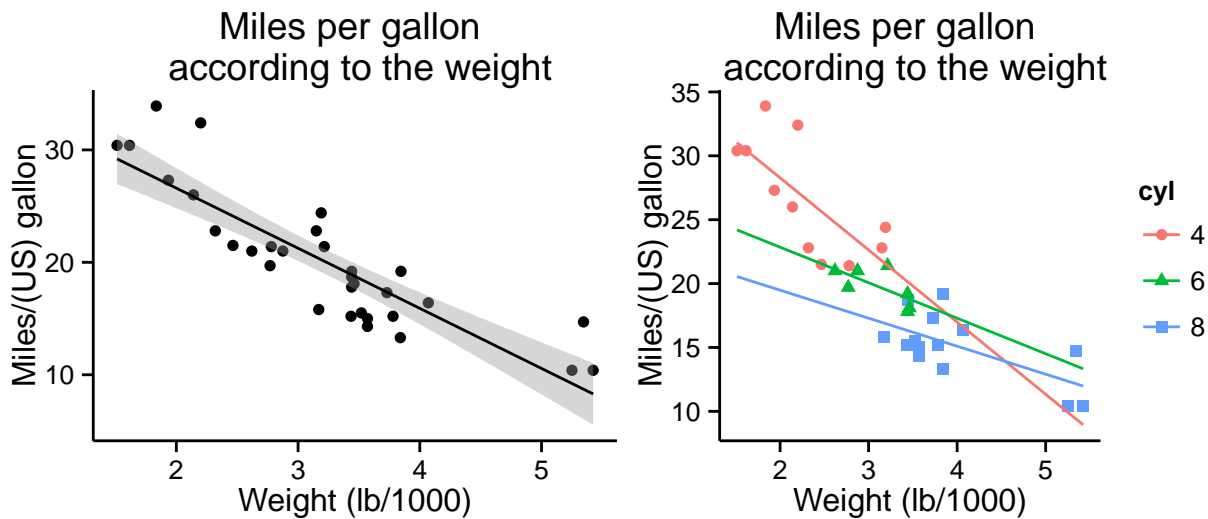 Miles per gallon
according to the weight
Miles/(US) gallon
30
20
10
2 3 4 5
Weight (lb/1000)
Miles per gallon
according to the weight
Miles/(US) gallon
35
30
25
20
15
10
2 3 4 5
Weight (lb/1000)
cyl
4
6
8